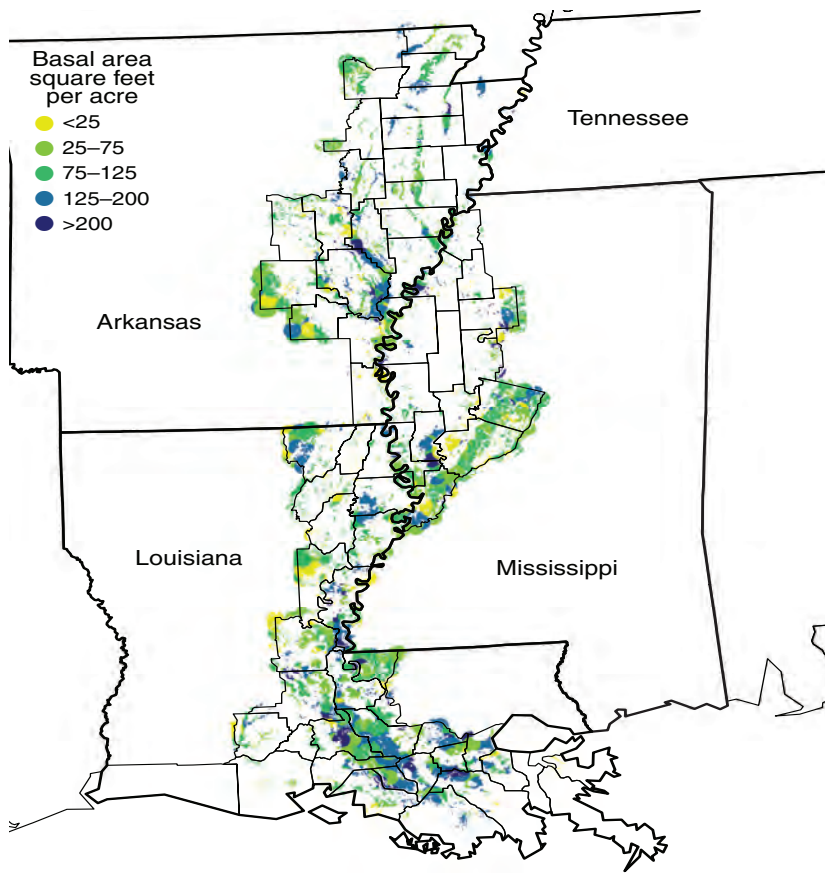 Basal area
square feet
per acre
<25
25–75
75–125
125–200
>200
Tennessee
Arkansas
Louisiana
Mississippi